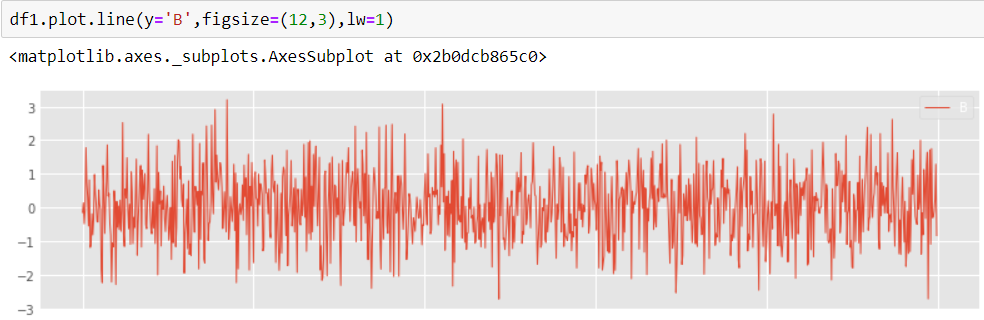 df1.plot.line(y='B',figsize=(12,3),lw=1)
<matplotlib.axes._subplots.AxesSubplot at 0x2b0dcb865c0>
B
3
2
1
0
−1
−2
−3